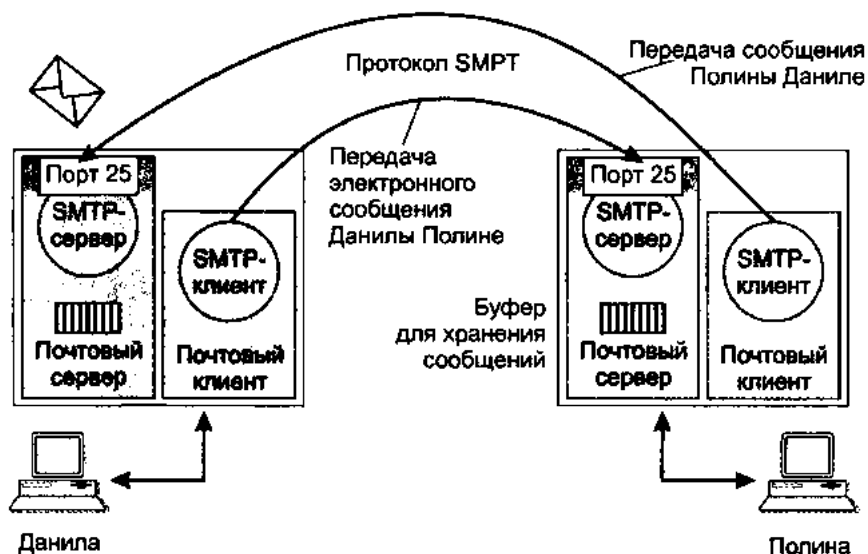 Протокол SMPT
Передача сообщения
Полины Даниле
Передача
электронного
сообщения
Данилы Полине
Порт 25
SMTP-
сервер
SMTP-
клиент
Почтовый
сервер
Почтовый
клиент
Буфер
для хранения
сообщений
Порт 25
SMTP-
сервер
SMTP-
клиент
Почтовый
сервер
Почтовый
клиент
Данила
Полина